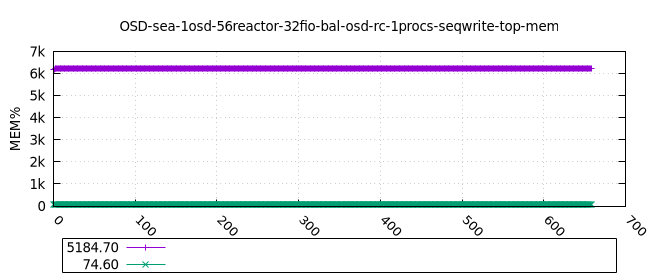 OSD-sea-1osd-56reactor-32fio-bal-osd-rc-1procs-seqwrite-top-mem
7k
6k
5k
4k
3k
2k
1k
0
MEM%
0 100 200 300 400 500 600 700
5184.70
74.60